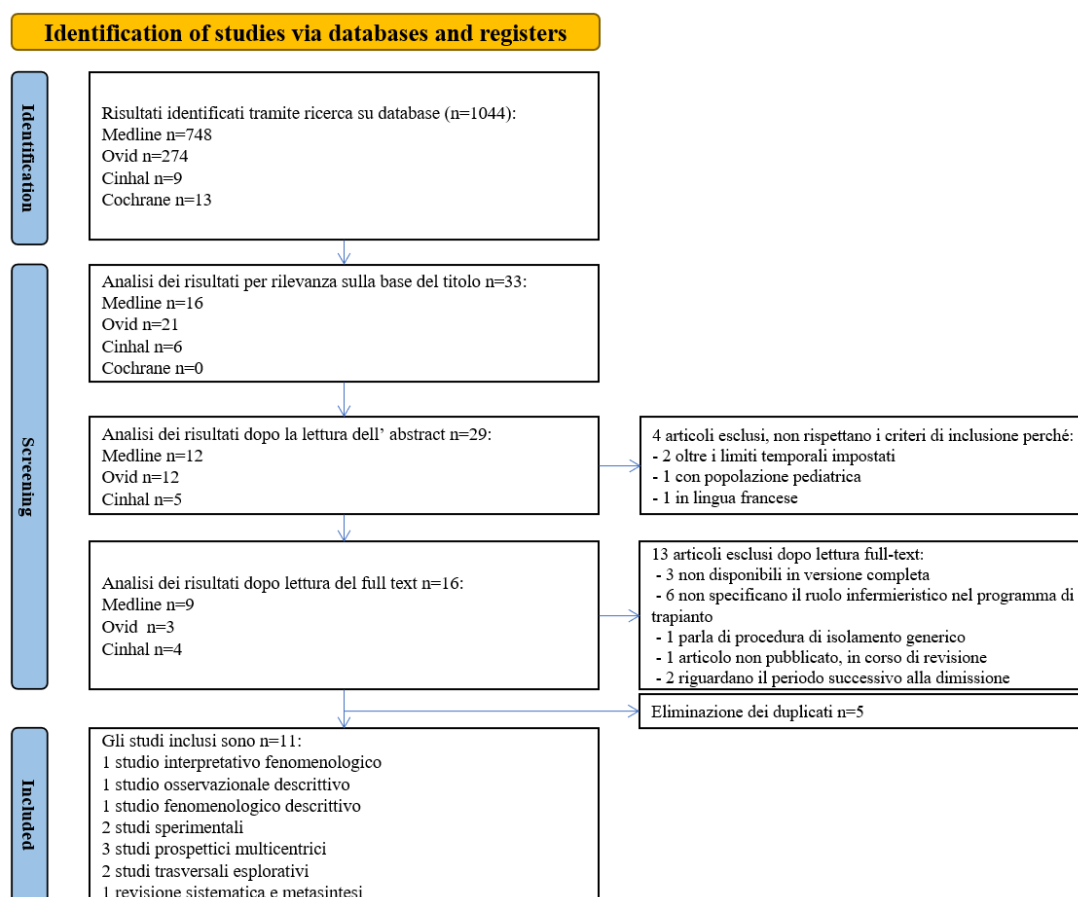 Identification of studies via databases and registers
Identification
Risultati identificati tramite ricerca su database (n=1044):
Medline n=748
Ovid n=274
Cinhal n=9
Cochrane n=13
Screening
Analisi dei risultati per rilevanza sulla base del titolo n=33:
Medline n=16
Ovid n=21
Cinhal n=6
Cochrane n=0
Analisi dei risultati dopo la lettura dell' abstract n=29:
Medline n=12
Ovid n=12
Cinhal n=5
4 articoli esclusi, non rispettano i criteri di inclusione perché:
- 2 oltre i limiti temporali impostati
- 1 con popolazione pediatrica
- 1 in lingua francese
Analisi dei risultati dopo lettura del full text n=16:
Medline n=9
Ovid n=3
Cinhal n=4
13 articoli esclusi dopo lettura full-text:
- 3 non disponibili in versione completa
- 6 non specificano il ruolo infermieristico nel programma di
trapianto
- 1 parla di procedura di isolamento generico
- 1 articolo non pubblicato, in corso di revisione
- 2 riguardano il periodo successivo alla dimissione
Eliminazione dei duplicati n=5
Included
Gli studi inclusi sono n=11:
1 studio interpretativo fenomenologico
1 studio osservazionale descrittivo
1 studio fenomenologico descrittivo
2 studi sperimentali
3 studi prospettici multicentrici
2 studi trasversali esplorativi
1 revisione sistematica e metasintesi